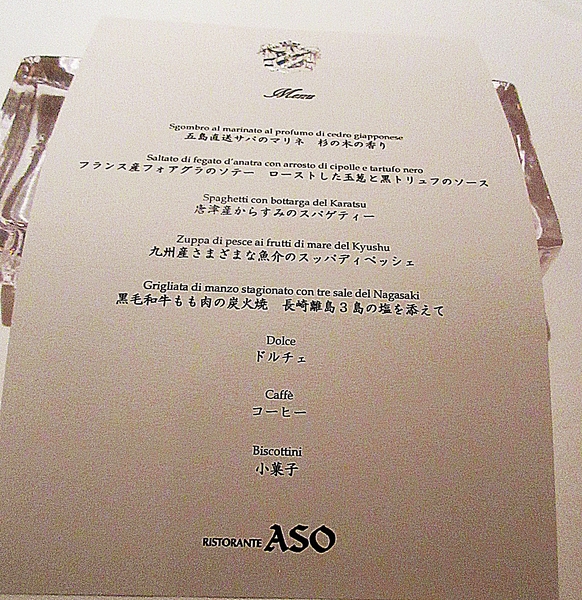 Menu
Sgombro al marinato al profumo di cedro giapponese
五島直送サバのマリネ　杉の木の香り
Saltato di fegato d'anatra con arrosto di cipolle e tartufo nero
フランス産フォアグラのソテー　ローストした玉葱と黒トリュフのソース
Spaghetti con bottarga del Karatsu
唐津産からすみのスパゲティー
Zuppa di pesce ai frutti di mare del Kyushu
九州産さまざまな魚介のズッパディペッシェ
Grigliata di manzo stagionato con tre sale del Nagasaki
黒毛和牛もも肉の炭火焼　長崎離島3島の塩を添えて
Dolce
ドルチェ
Caffè
コーヒー
Biscottini
小菓子
RISTORANTE ASO